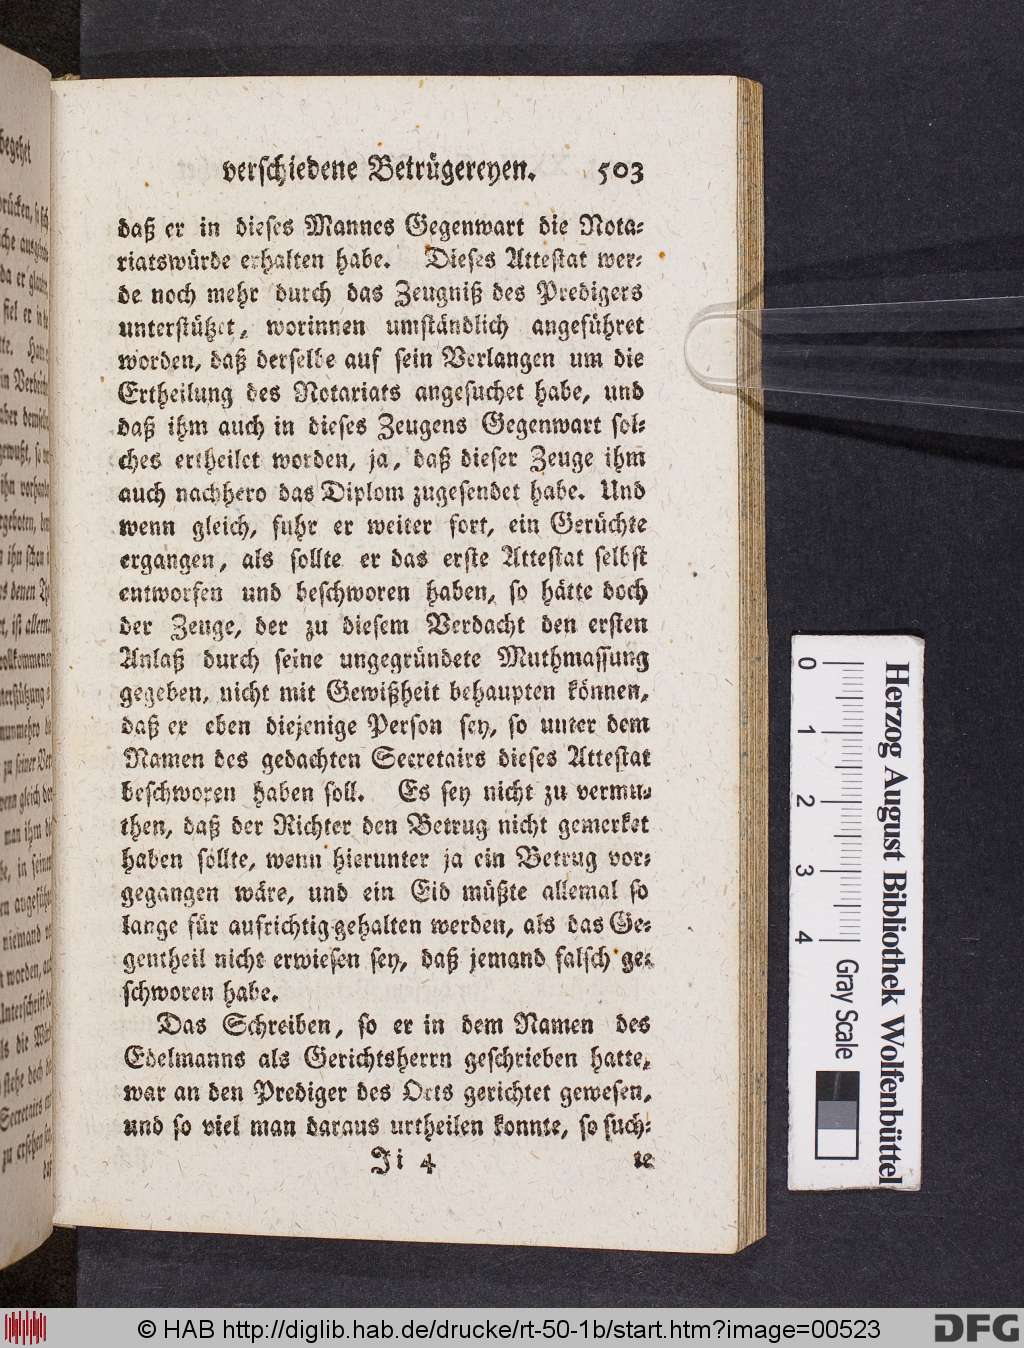 verschiedene Betrügereyen. 503
daß er in dieses Mannes Gegenwart die Nota-
riatswürde erhalten habe. Dieses Attestat wer-
de noch mehr durch das Zeugniß des Predigers
unterstützet, worinnen umständlich angeführet
worden, daß derselbe auf sein Verlangen um die
Ertheilung des Notariats angesuchet habe, und
daß ihm auch in dieses Zeugens Gegenwart sol-
ches ertheilet worden, ja, daß dieser Zeuge ihm
auch nachhero das Diplom zugesendet habe. Und
wenn gleich, fuhr er weiter fort, ein Gerüchte
ergangen, als sollte er das erste Attestat selbst
entworfen und beschworen haben, so hätte doch
der Zeuge, der zu diesem Verdacht den ersten
Anlaß durch seine ungegründete Muthmassung
gegeben, nicht mit Gewißheit behaupten können,
daß er eben diejenige Person sey, so unter dem
Namen des gedachten Secretairs dieses Attestat
beschworen haben soll. Es sey nicht zu vermu-
then, daß der Richter den Betrug nicht gemerket
haben sollte, wenn hierunter ja ein Betrug vor-
gegangen wäre, und ein Eid müßte allemal so
lange für aufrichtig gehalten werden, als das Ge-
gentheil nicht erwiesen sey, daß jemand falsch ge-
schworen habe.
Das Schreiben, so er in dem Namen des
Edelmanns als Gerichtsherrn geschrieben hatte,
war an den Prediger des Orts gerichtet gewesen,
und so viel man daraus urtheilen konnte, so such-
Ji 4 te
0 1 2 3 4 Gray Scale
Herzog August Bibliothek Wolfenbüttel
© HAB http://diglib.hab.de/drucke/rt-50-1b/start.htm?image=00523
DFG